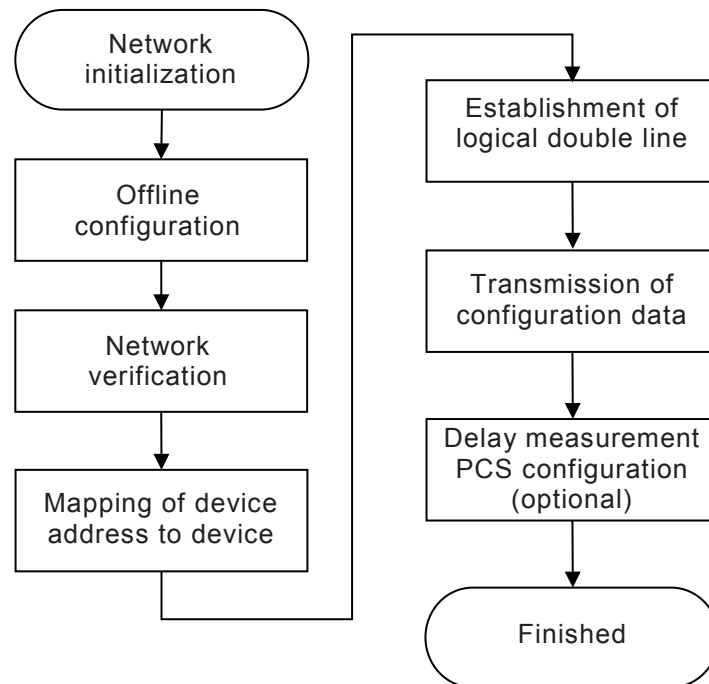 Network
initialization
Offline
configuration
Network
verification
Mapping of device
address to device
Establishment of
logical double line
Transmission of
configuration data
Delay measurement
PCS configuration
(optional)
Finished